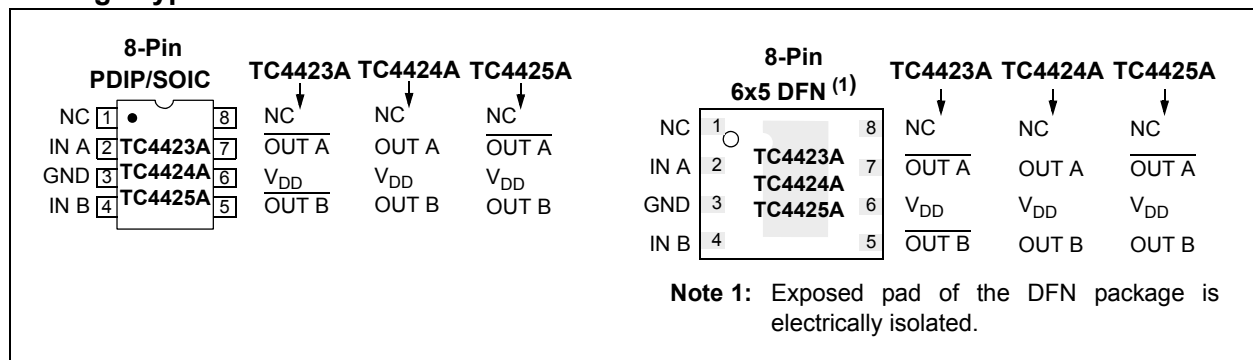 8-Pin
PDIP/SOIC
TC4423A TC4424A TC4425A
NC 1 8 NC NC NC
IN A 2 TC4423A 7 OUT A OUT A OUT A
GND 3 TC4424A 6 VDD VDD VDD
IN B 4 TC4425A 5 OUT B OUT B OUT B
8-Pin
6x5 DFN (1)
TC4423A TC4424A TC4425A
NC 1 8 NC NC NC
IN A 2 TC4423A 7 OUT A OUT A OUT A
TC4424A
GND 3 TC4425A 6 VDD VDD VDD
IN B 4 5 OUT B OUT B OUT B
Note 1: Exposed pad of the DFN package is
electrically isolated.